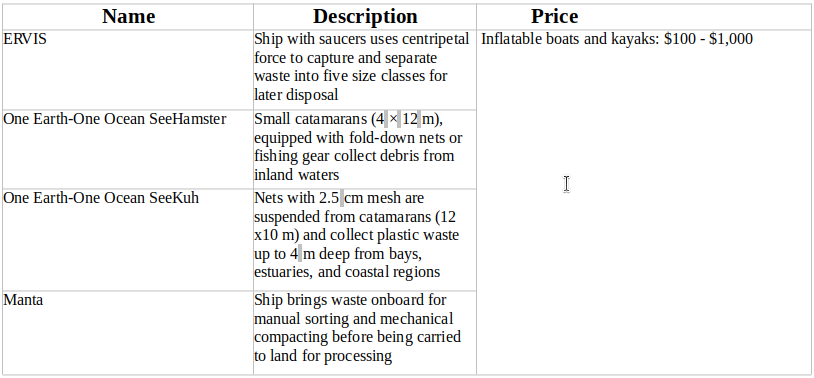 Name Description Price
ERVIS
Ship with saucers uses centripetal
force to capture and separate
waste into five size classes for
later disposal
Inflatable boats and kayaks: $100 - $1,000
One Earth-One Ocean SeeHamster
Small catamarans (4 × 12 m),
equipped with fold-down nets or
fishing gear collect debris from
inland waters
One Earth-One Ocean SeeKuh
Nets with 2.5 cm mesh are
suspended from catamarans (12
x10 m) and collect plastic waste
up to 4 m deep from bays,
estuaries, and coastal regions
Manta
Ship brings waste onboard for
manual sorting and mechanical
compacting before being carried
to land for processing